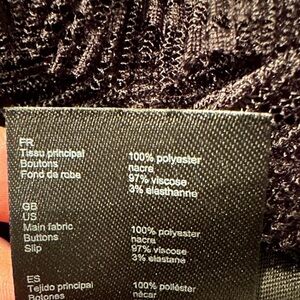 FR
Tissu principal 100% polyester
Boutons nacre
Fond de robe 97% viscose
3% elasthanne
GB
US
Main fabric 100% polyester
Buttons nacre
Slip 97% viscose
3% elastane
ES
Tejido principal 100% poliéster
Botones nácar